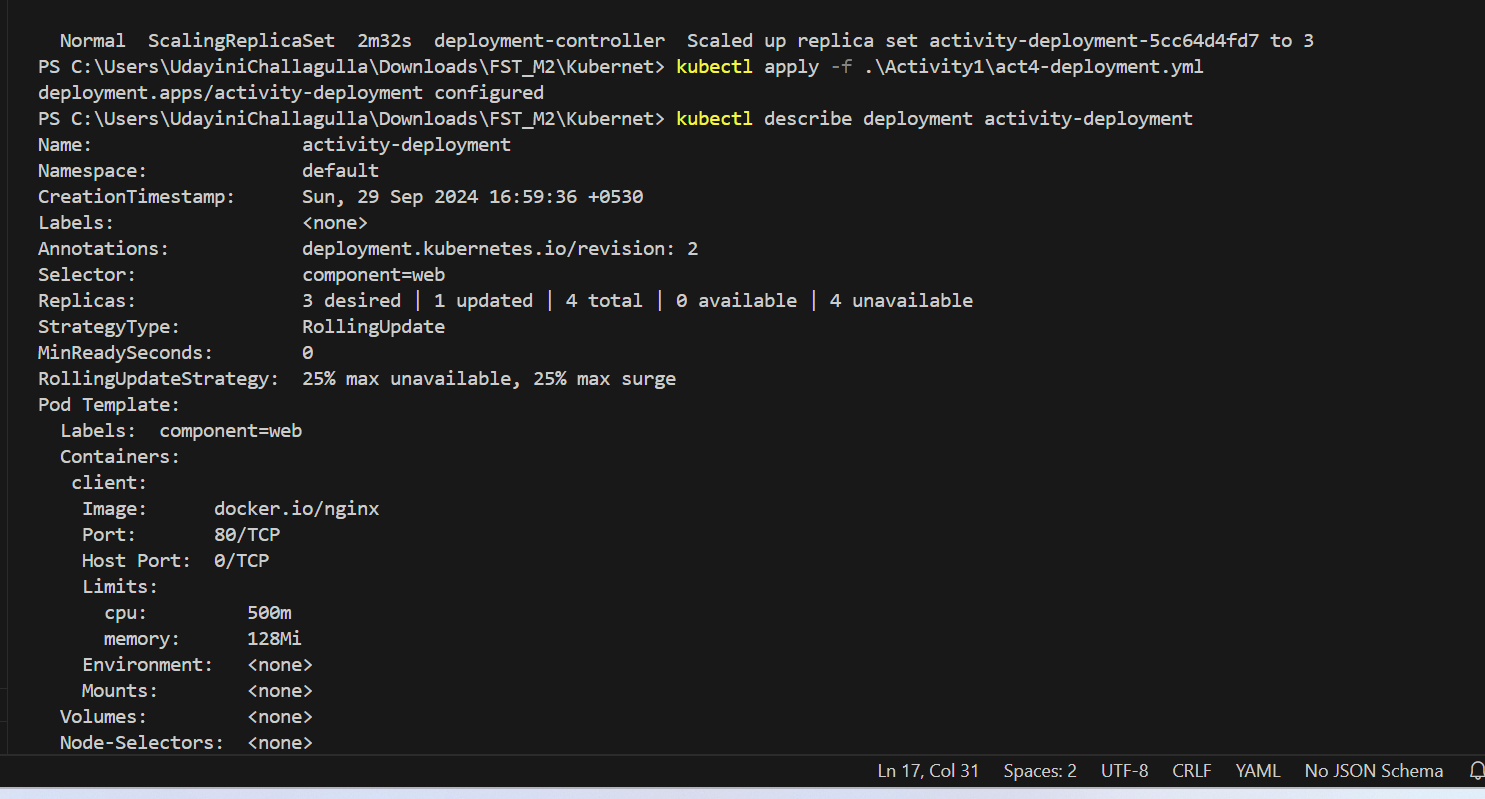 Normal  ScalingReplicaSet  2m32s  deployment-controller  Scaled up replica set activity-deployment-5cc64d4fd7 to 3
PS C:\Users\UdayiniChallagulla\Downloads\FST_M2\Kubernet> kubectl apply -f .\Activity1\act4-deployment.yml
deployment.apps/activity-deployment configured
PS C:\Users\UdayiniChallagulla\Downloads\FST_M2\Kubernet> kubectl describe deployment activity-deployment
Name:                   activity-deployment
Namespace:              default
CreationTimestamp:      Sun, 29 Sep 2024 16:59:36 +0530
Labels:                 <none>
Annotations:            deployment.kubernetes.io/revision: 2
Selector:               component=web
Replicas:               3 desired | 1 updated | 4 total | 0 available | 4 unavailable
StrategyType:           RollingUpdate
MinReadySeconds:        0
RollingUpdateStrategy:  25% max unavailable, 25% max surge
Pod Template:
  Labels:  component=web
  Containers:
   client:
    Image:      docker.io/nginx
    Port:       80/TCP
    Host Port:  0/TCP
    Limits:
      cpu:         500m
      memory:      128Mi
    Environment:   <none>
    Mounts:        <none>
  Volumes:         <none>
  Node-Selectors:  <none>
Ln 17, Col 31  Spaces: 2  UTF-8  CRLF  YAML  No JSON Schema